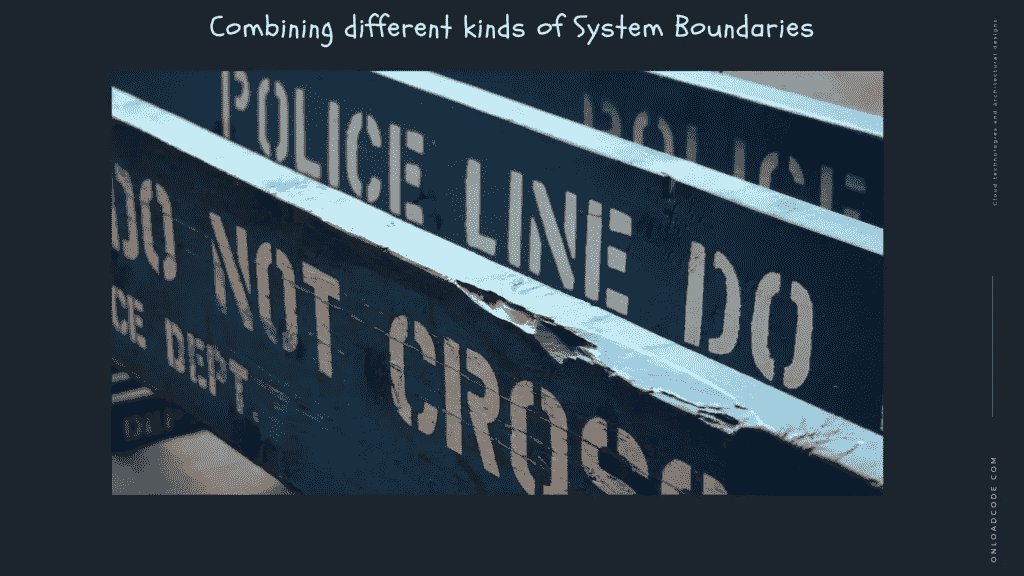 Combining different kinds of System Boundaries
POLICE
POLICE LINE DO
DO NOT CROSS
CE DEPT.
Cloud technologies and architectural designs
ONLOADCODE.COM